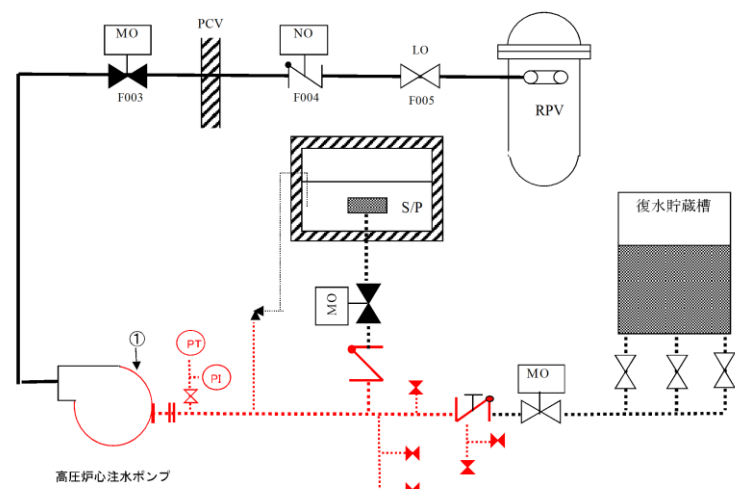 PCV
MO
NO
LO
F003
F004
F005
RPV
S/P
復水貯蔵槽
MO
MO
①
PT
PI
高圧炉心注水ポンプ